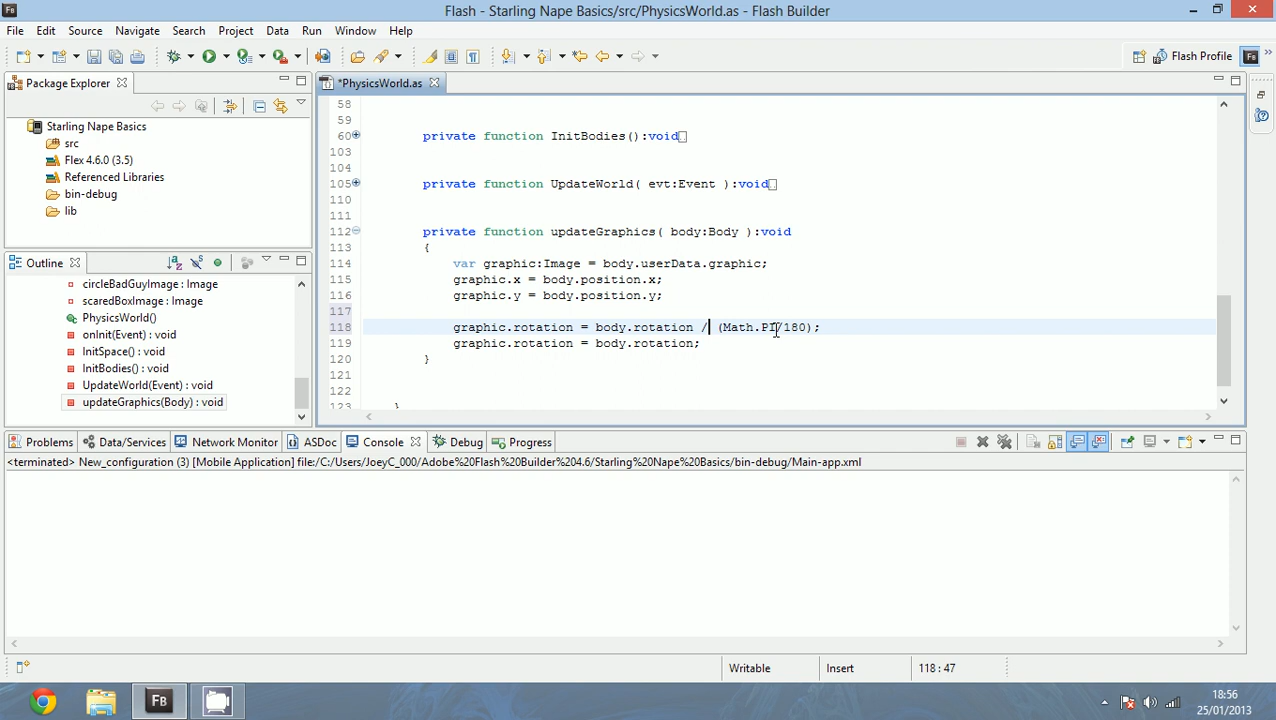 Flash - Starling Nape Basics/src/PhysicsWorld.as - Flash Builder
File Edit Source Navigate Search Project Data Run Window Help
Flash Profile
Package Explorer
Starling Nape Basics
src
Flex 4.6.0 (3.5)
Referenced Libraries
bin-debug
lib
Outline
circleBadGuyImage : Image
scaredBoxImage : Image
PhysicsWorld()
onInit(Event) : void
InitSpace() : void
InitBodies() : void
UpdateWorld(Event) : void
updateGraphics(Body) : void
*PhysicsWorld.as
58
59
60 private function InitBodies():void
103
104
105 private function UpdateWorld( evt:Event ):void
110
111
112 private function updateGraphics( body:Body ):void
113 {
114 var graphic:Image = body.userData.graphic;
115 graphic.x = body.position.x;
116 graphic.y = body.position.y;
117
118 graphic.rotation = body.rotation / (Math.PI/180);
119 graphic.rotation = body.rotation;
120 }
121
122
123 }
Problems Data/Services Network Monitor ASDoc Console Debug Progress
<terminated> New_configuration (3) [Mobile Application] file:/C:/Users/JoeyC_000/Adobe%20Flash%20Builder%204.6/Starling%20Nape%20Basics/bin-debug/Main-app.xml
Writable Insert 118 : 47
18:56
25/01/2013